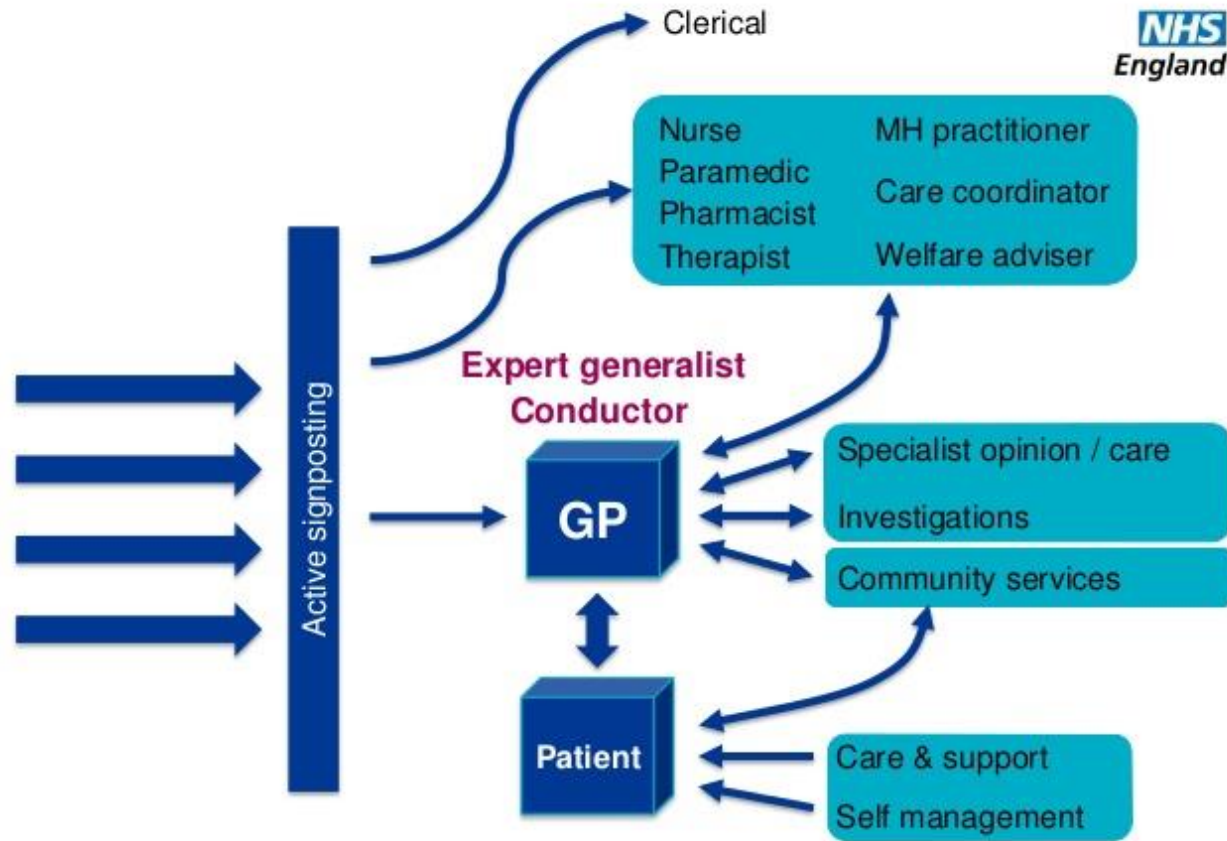 Clerical
NHS
England
Nurse
Paramedic
Pharmacist
Therapist
MH practitioner
Care coordinator
Welfare adviser
Active signposting
Expert generalist
Conductor
GP
Specialist opinion / care
Investigations
Community services
Patient
Care & support
Self management